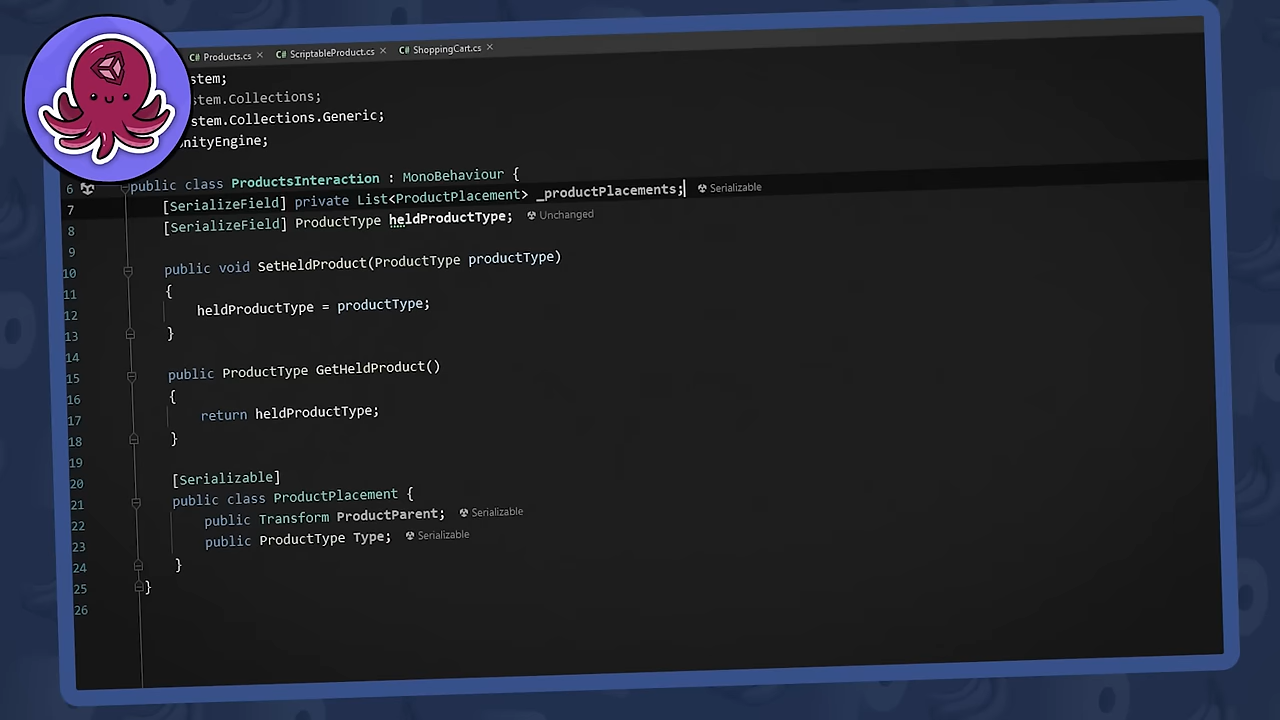 C# Products.cs × C# ScriptableProduct.cs × C# ShoppingCart.cs ×
stem;
stem.Collections;
stem.Collections.Generic;
nityEngine;
6 public class ProductsInteraction : MonoBehaviour {
7 [SerializeField] private List<ProductPlacement> _productPlacements; Serializable
8 [SerializeField] ProductType heldProductType; Unchanged
9
10 public void SetHeldProduct(ProductType productType)
11 {
12 heldProductType = productType;
13 }
14
15 public ProductType GetHeldProduct()
16 {
17 return heldProductType;
18 }
19
20 [Serializable]
21 public class ProductPlacement {
22 public Transform ProductParent; Serializable
23 public ProductType Type; Serializable
24 }
25 }
26